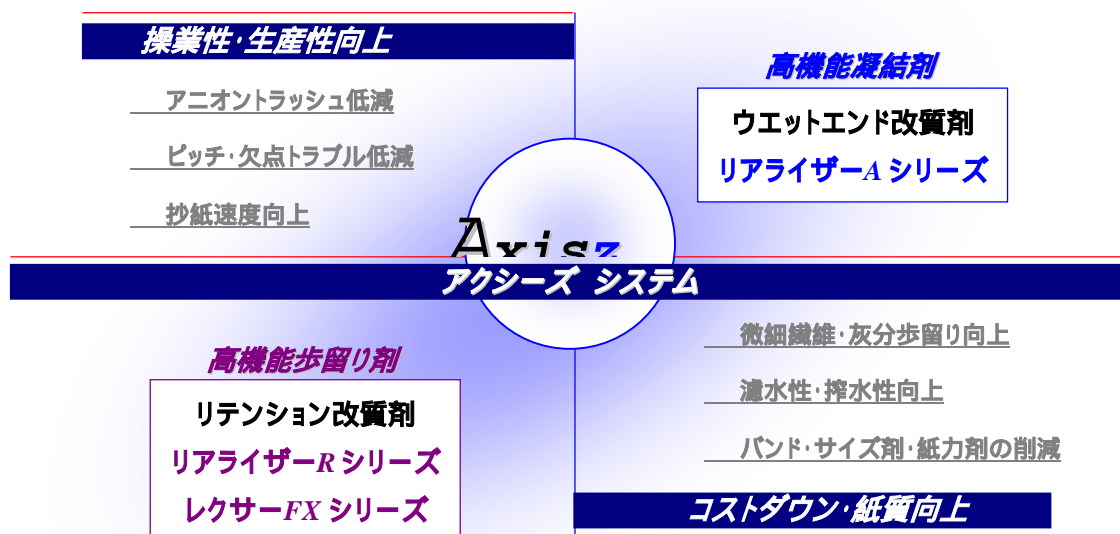 操業性・生産性向上
アニオントラッシュ低減
ピッチ・欠点トラブル低減
抄紙速度向上
高機能凝結剤
ウエットエンド改質剤
リアライザーAシリーズ
Axisz
アクシーズ システム
高機能歩留り剤
リテンション改質剤
リアライザーRシリーズ
レクサーFXシリーズ
微細繊維・灰分歩留り向上
濾水性・搾水性向上
バンド・サイズ剤・紙力剤の削減
コストダウン・紙質向上